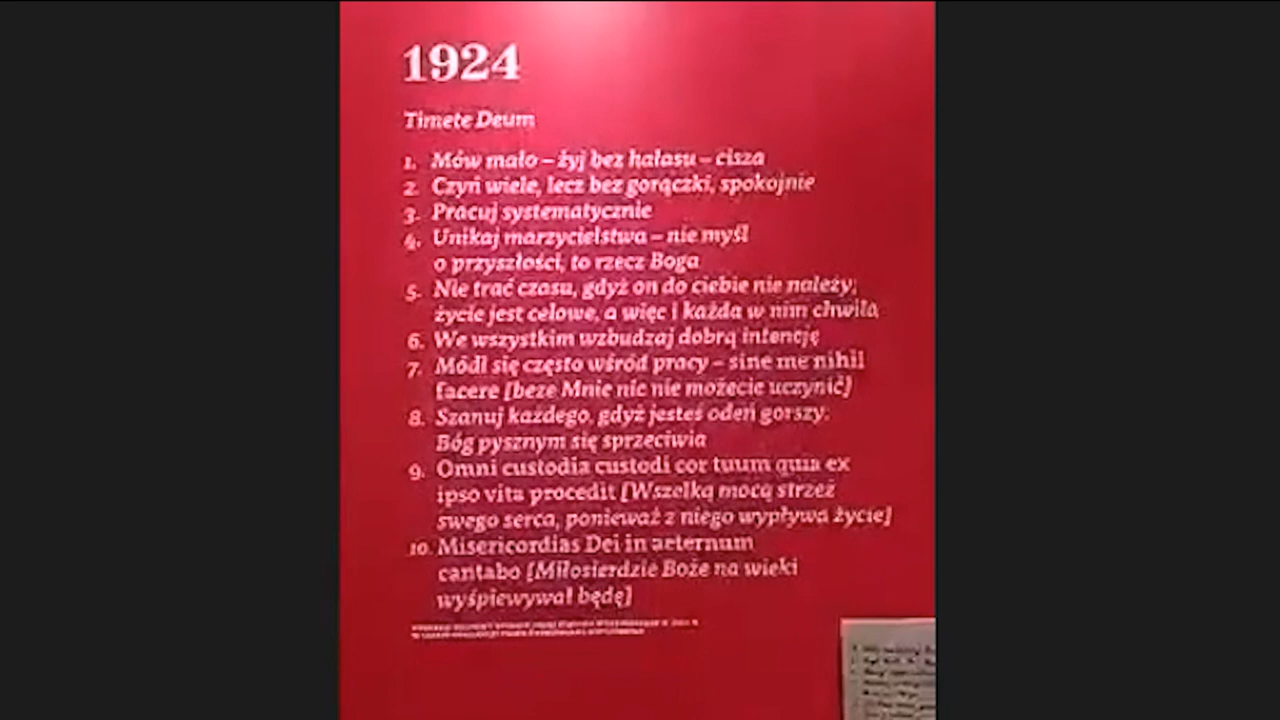 1924
Timete Deum
1. Mów mało – żyj bez hałasu – cisza
2. Czyń wiele, lecz bez gorączki, spokojnie
3. Pracuj systematycznie
4. Unikaj marzycielstwa – nie myśl
o przyszłości, to rzecz Boga
5. Nie trać czasu, gdyż on do ciebie nie należy;
życie jest celowe, a więc i każda w nim chwila
6. We wszystkim wzbudzaj dobrą intencję
7. Módl się często wśród pracy – sine me nihil
facere [beze Mnie nic nie możecie uczynić]
8. Szanuj każdego, gdyż jesteś odeń gorszy.
Bóg pysznym się sprzeciwia
9. Omni custodia custodi cor tuum quia ex
ipso vita procedit [Wszelką mocą strzeż
swego serca, ponieważ z niego wypływa życie]
10. Misericordias Dei in aeternum
cantabo [Miłosierdzie Boże na wieki
wyśpiewywał będę]